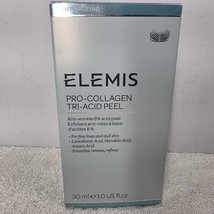 ELEMIS
PRO-COLLAGEN
TRI-ACID PEEL
Anti-wrinkle 8% acid peel
Exfoliant anti-rides à base
d'acides 8%
• For fine lines and dull skin
• Lactobionic Acid, Mandelic Acid,
Azelaic Acid
• Smoothes, renews, refines
30 ml e 1.0 US fl.oz.